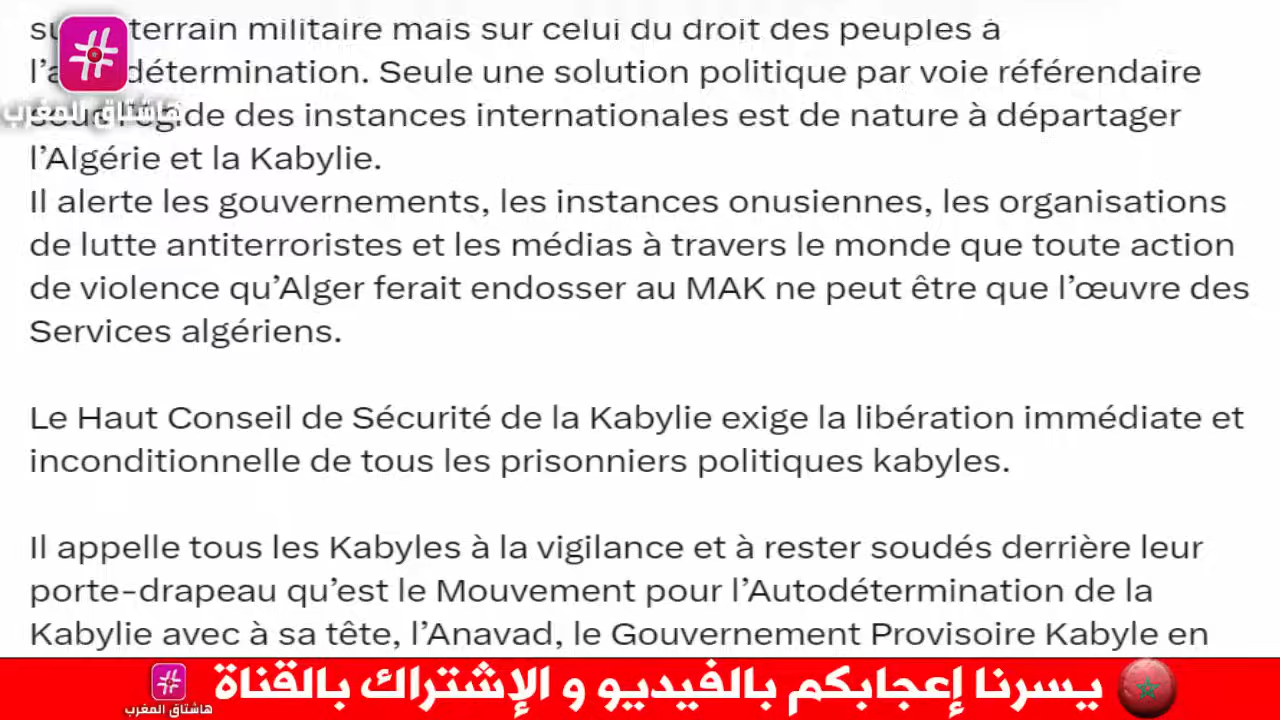 terrain militaire mais sur celui du droit des peuples à
détermination. Seule une solution politique par voie référendaire
هاشتاق المغرب
des instances internationales est de nature à départager
l’Algérie et la Kabylie.
Il alerte les gouvernements, les instances onusiennes, les organisations
de lutte antiterroristes et les médias à travers le monde que toute action
de violence qu’Alger ferait endosser au MAK ne peut être que l’œuvre des
Services algériens.
Le Haut Conseil de Sécurité de la Kabylie exige la libération immédiate et
inconditionnelle de tous les prisonniers politiques kabyles.
Il appelle tous les Kabyles à la vigilance et à rester soudés derrière leur
porte-drapeau qu’est le Mouvement pour l’Autodétermination de la
Kabylie avec à sa tête, l’Anavad, le Gouvernement Provisoire Kabyle en
يسرنا إعجابكم بالفيديو و الإشتراك بالقناة
هاشتاق المغرب